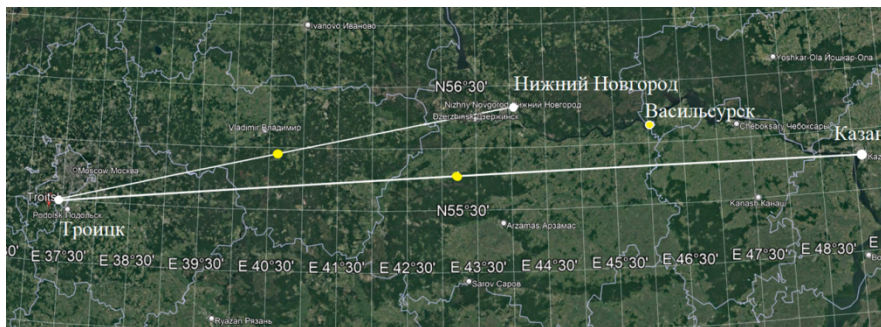 Ivanovo Иваново
Yoshkar-Ola Йошкар-Ола
N56°30'
Нижний Новгород
Nizhny Novgorod Нижний Новгород
Dzerzhinsk Дзержинск
Васильсурск
Vladimir Владимир
Cheboksary Чебоксары
Казан
Kaz
Moscow Москва
Troits
Podolsk Подольск
Троицк
N55°30'
Kanash Канаш
Arzamas Арзамас
30' E 37°30' E 38°30' E 39°30' E 40°30' E 41°30' E 42°30' E 43°30' E 44°30' E 45°30' E 46°30' E 47°30' E 48°30' E
Bo
Sarov Саров
Ryazan Рязань